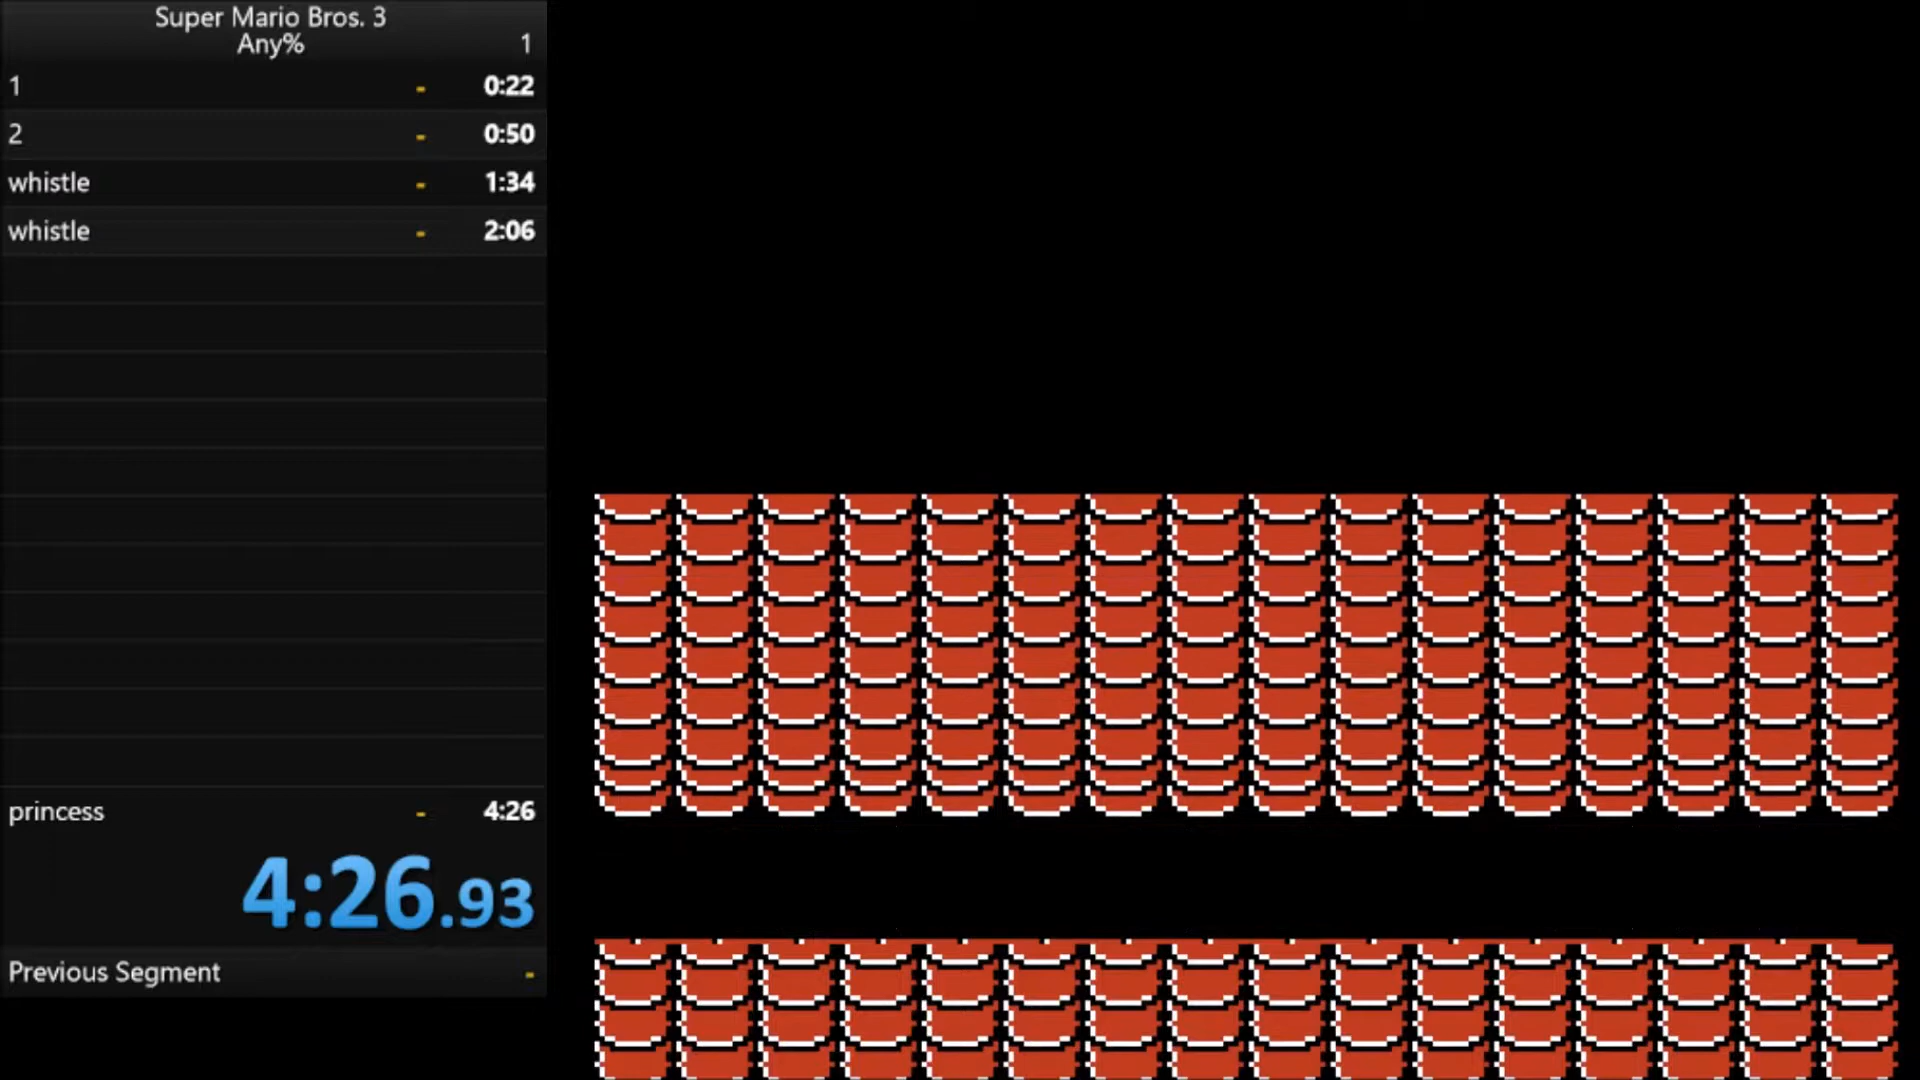 Super Mario Bros. 3
Any% 1
1 - 0:22
2 - 0:50
whistle - 1:34
whistle - 2:06
princess - 4:26
4:26.93
Previous Segment -